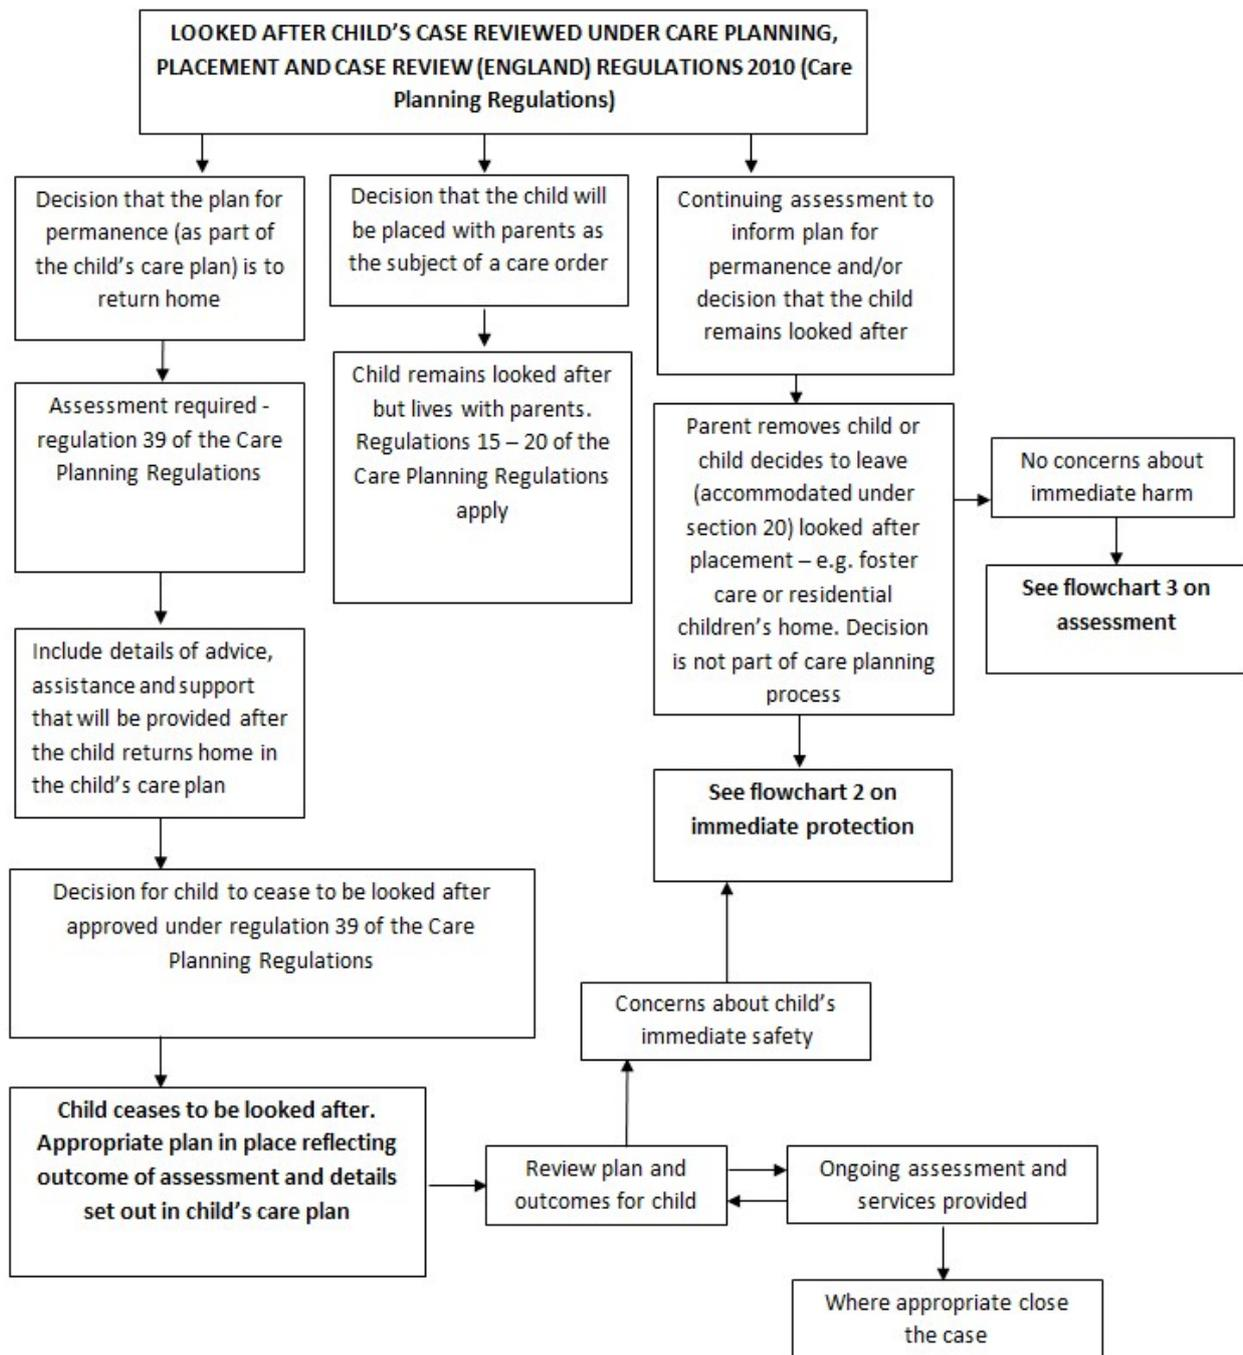 LOOKED AFTER CHILD’S CASE REVIEWED UNDER CARE PLANNING,
PLACEMENT AND CASE REVIEW (ENGLAND) REGULATIONS 2010 (Care
Planning Regulations)
Decision that the plan for
permanence (as part of
the child’s care plan) is to
return home
Assessment required -
regulation 39 of the Care
Planning Regulations
Include details of advice,
assistance and support
that will be provided after
the child returns home in
the child’s care plan
Decision for child to cease to be looked after
approved under regulation 39 of the Care
Planning Regulations
Child ceases to be looked after.
Appropriate plan in place reflecting
outcome of assessment and details
set out in child’s care plan
Decision that the child will
be placed with parents as
the subject of a care order
Child remains looked after
but lives with parents.
Regulations 15 – 20 of the
Care Planning Regulations
apply
Continuing assessment to
inform plan for
permanence and/or
decision that the child
remains looked after
Parent removes child or
child decides to leave
(accommodated under
section 20) looked after
placement – e.g. foster
care or residential
children’s home. Decision
is not part of care planning
process
No concerns about
immediate harm
See flowchart 3 on
assessment
See flowchart 2 on
immediate protection
Concerns about child’s
immediate safety
Review plan and
outcomes for child
Ongoing assessment and
services provided
Where appropriate close
the case